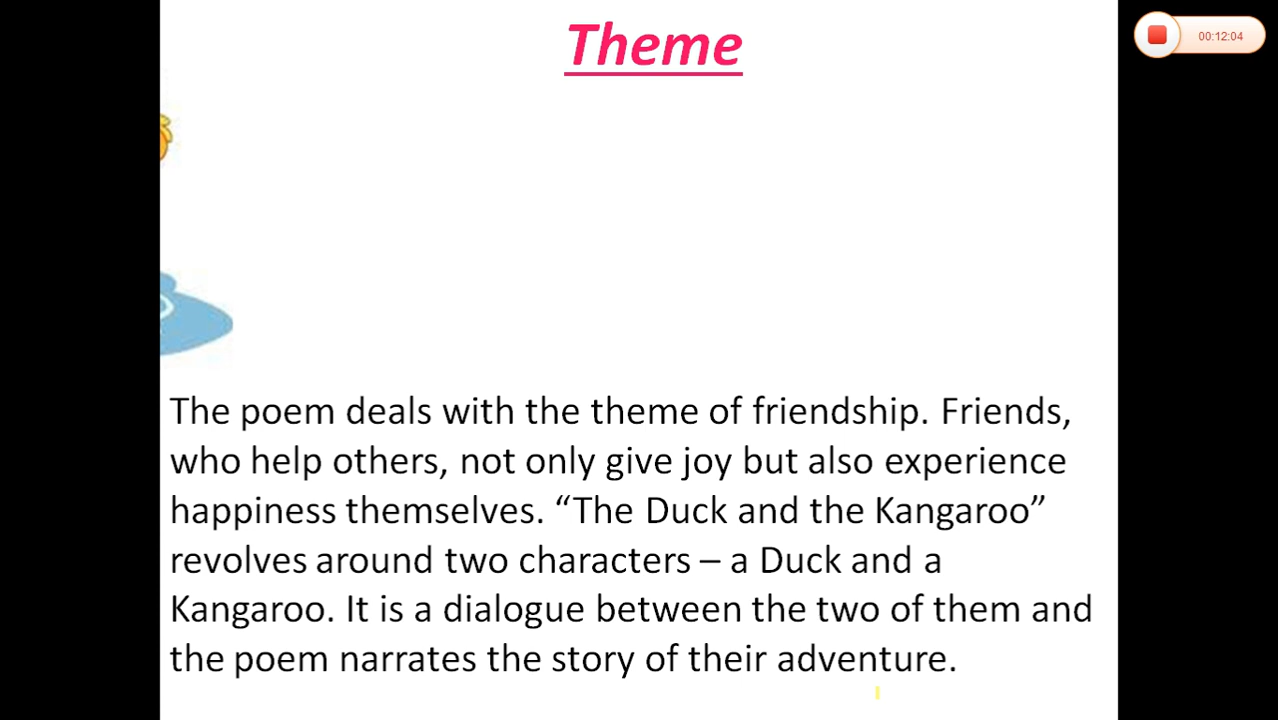 Theme
00:12:04
The poem deals with the theme of friendship. Friends,
who help others, not only give joy but also experience
happiness themselves. “The Duck and the Kangaroo”
revolves around two characters – a Duck and a
Kangaroo. It is a dialogue between the two of them and
the poem narrates the story of their adventure.